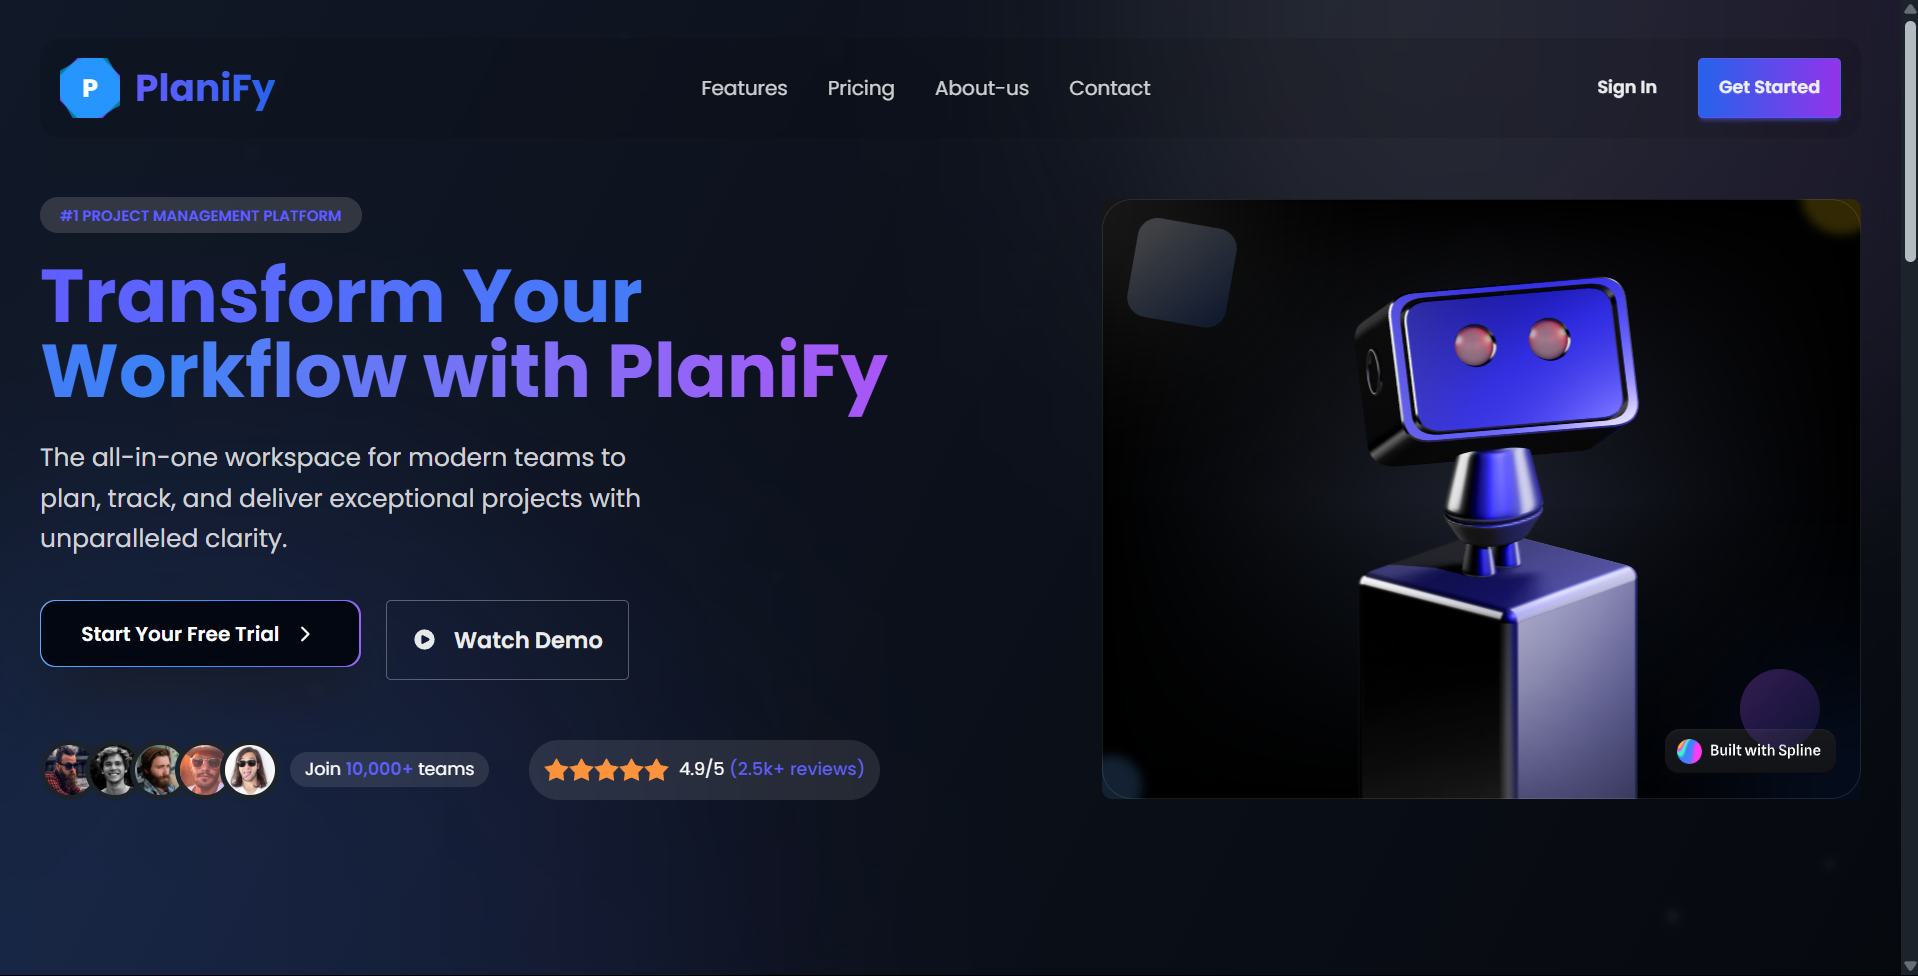 P
PlaniFy
Features
Pricing
About-us
Contact
Sign In
Get Started
#1 PROJECT MANAGEMENT PLATFORM
Transform Your
Workflow with PlaniFy
The all-in-one workspace for modern teams to
plan, track, and deliver exceptional projects with
unparalleled clarity.
Start Your Free Trial
Watch Demo
Join 10,000+ teams
4.9/5 (2.5k+ reviews)
Built with Spline